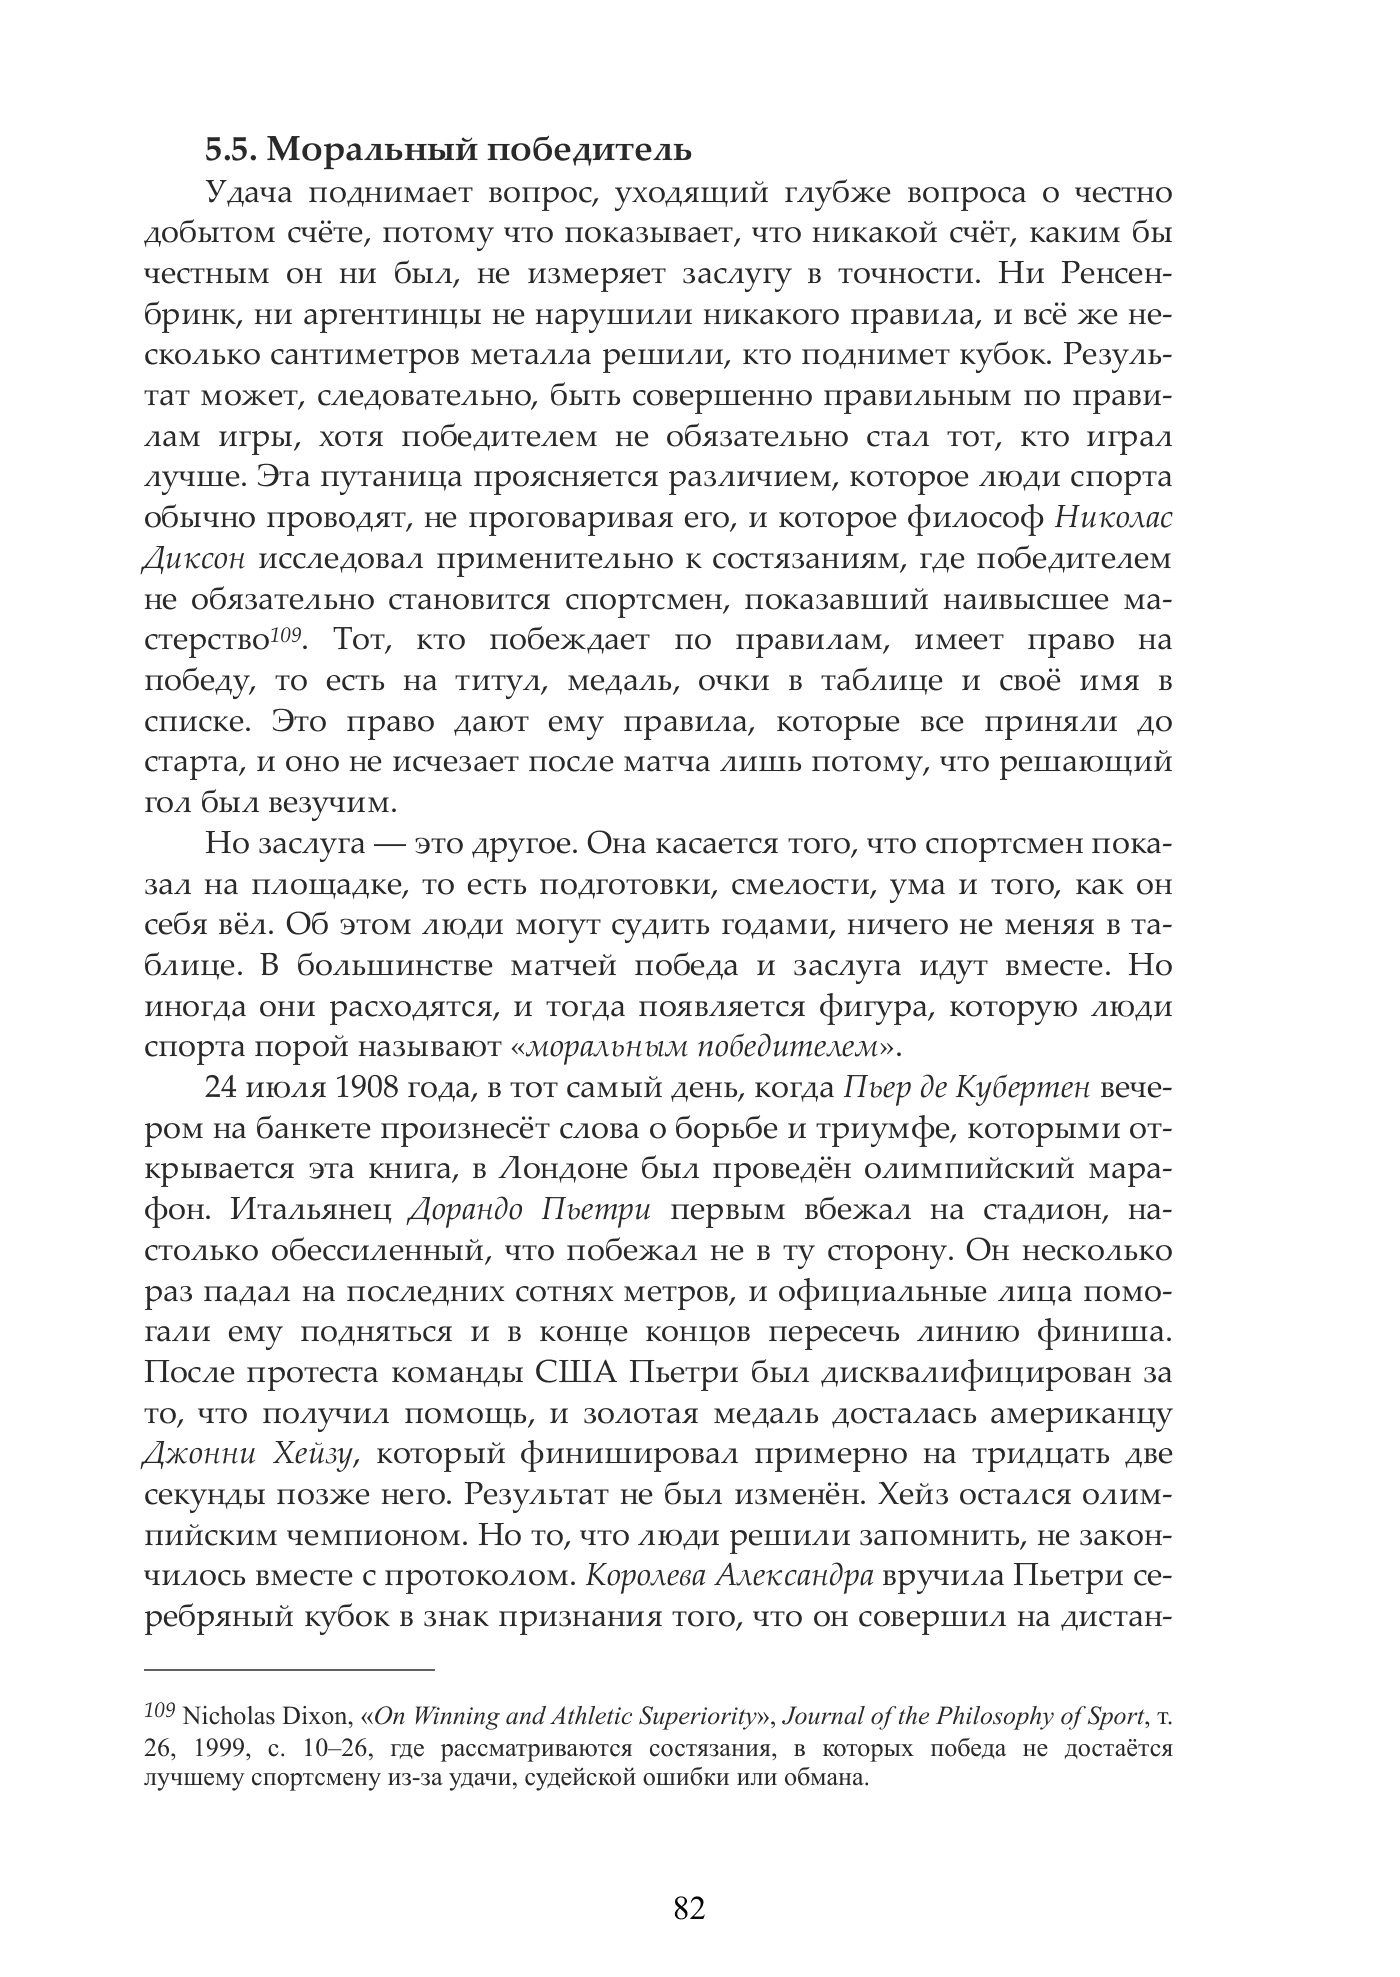 5.5. Моральный победитель
Удача поднимает вопрос, уходящий глубже вопроса о честно
добытом счёте, потому что показывает, что никакой счёт, каким бы
честным он ни был, не измеряет заслугу в точности. Ни Ренсен-
бринк, ни аргентинцы не нарушили никакого правила, и всё же не-
сколько сантиметров металла решили, кто поднимет кубок. Резуль-
тат может, следовательно, быть совершенно правильным по прави-
лам игры, хотя победителем не обязательно стал тот, кто играл
лучше. Эта путаница проясняется различием, которое люди спорта
обычно проводят, не проговаривая его, и которое философ Николас
Диксон исследовал применительно к состязаниям, где победителем
не обязательно становится спортсмен, показавший наивысшее ма-
стерство109. Тот, кто побеждает по правилам, имеет право на
победу, то есть на титул, медаль, очки в таблице и своё имя в
списке. Это право дают ему правила, которые все приняли до
старта, и оно не исчезает после матча лишь потому, что решающий
гол был везучим.
Но заслуга — это другое. Она касается того, что спортсмен пока-
зал на площадке, то есть подготовки, смелости, ума и того, как он
себя вёл. Об этом люди могут судить годами, ничего не меняя в та-
блице. В большинстве матчей победа и заслуга идут вместе. Но
иногда они расходятся, и тогда появляется фигура, которую люди
спорта порой называют «моральным победителем».
24 июля 1908 года, в тот самый день, когда Пьер де Кубертен вече-
ром на банкете произнесёт слова о борьбе и триумфе, которыми от-
крывается эта книга, в Лондоне был проведён олимпийский мара-
фон. Итальянец Дорандо Пьетри первым вбежал на стадион, на-
столько обессиленный, что побежал не в ту сторону. Он несколько
раз падал на последних сотнях метров, и официальные лица помо-
гали ему подняться и в конце концов пересечь линию финиша.
После протеста команды США Пьетри был дисквалифицирован за
то, что получил помощь, и золотая медаль досталась американцу
Джонни Хейзу, который финишировал примерно на тридцать две
секунды позже него. Результат не был изменён. Хейз остался олим-
пийским чемпионом. Но то, что люди решили запомнить, не закон-
чилось вместе с протоколом. Королева Александра вручила Пьетри се-
ребряный кубок в знак признания того, что он совершил на дистан-
109 Nicholas Dixon, «On Winning and Athletic Superiority», Journal of the Philosophy of Sport, т.
26, 1999, с. 10–26, где рассматриваются состязания, в которых победа не достаётся
лучшему спортсмену из-за удачи, судейской ошибки или обмана.
82